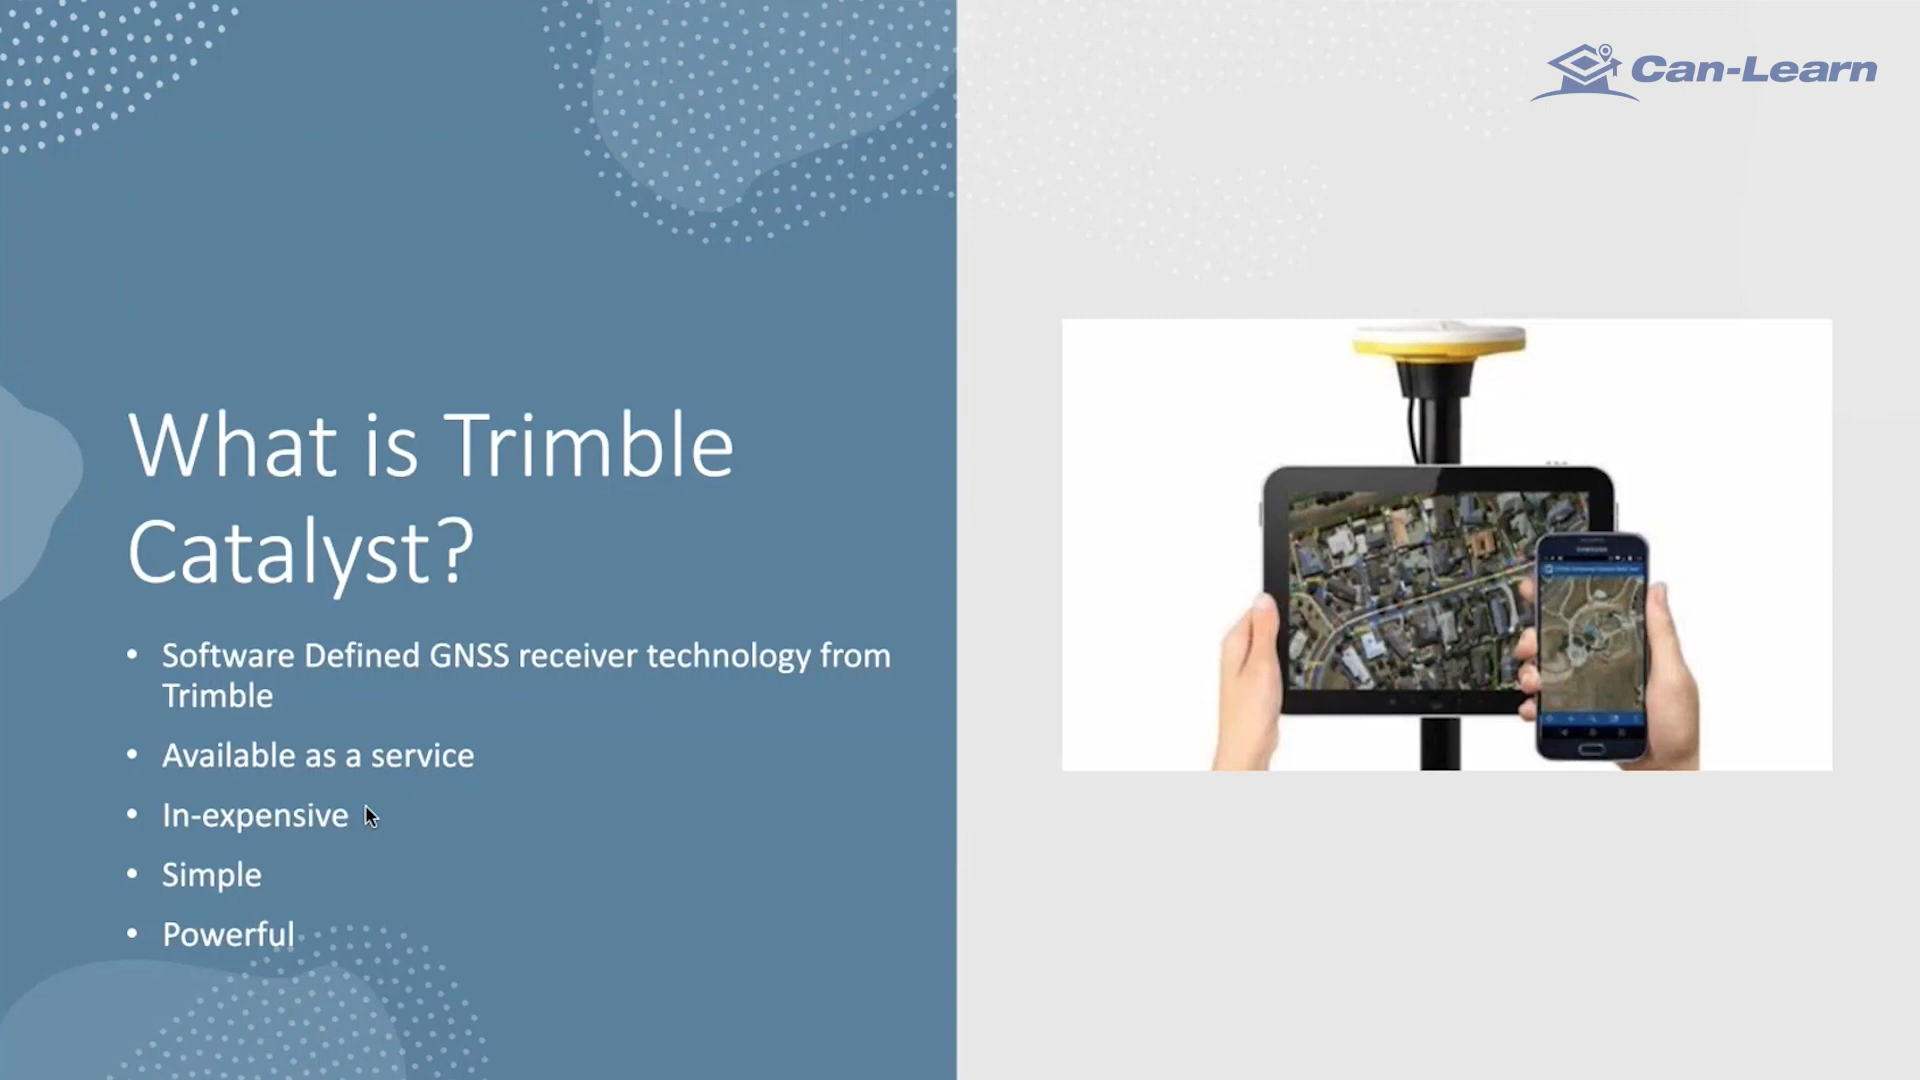 Can-Learn
What is Trimble
Catalyst?
• Software Defined GNSS receiver technology from
Trimble
• Available as a service
• In-expensive
• Simple
• Powerful
SAMSUNG